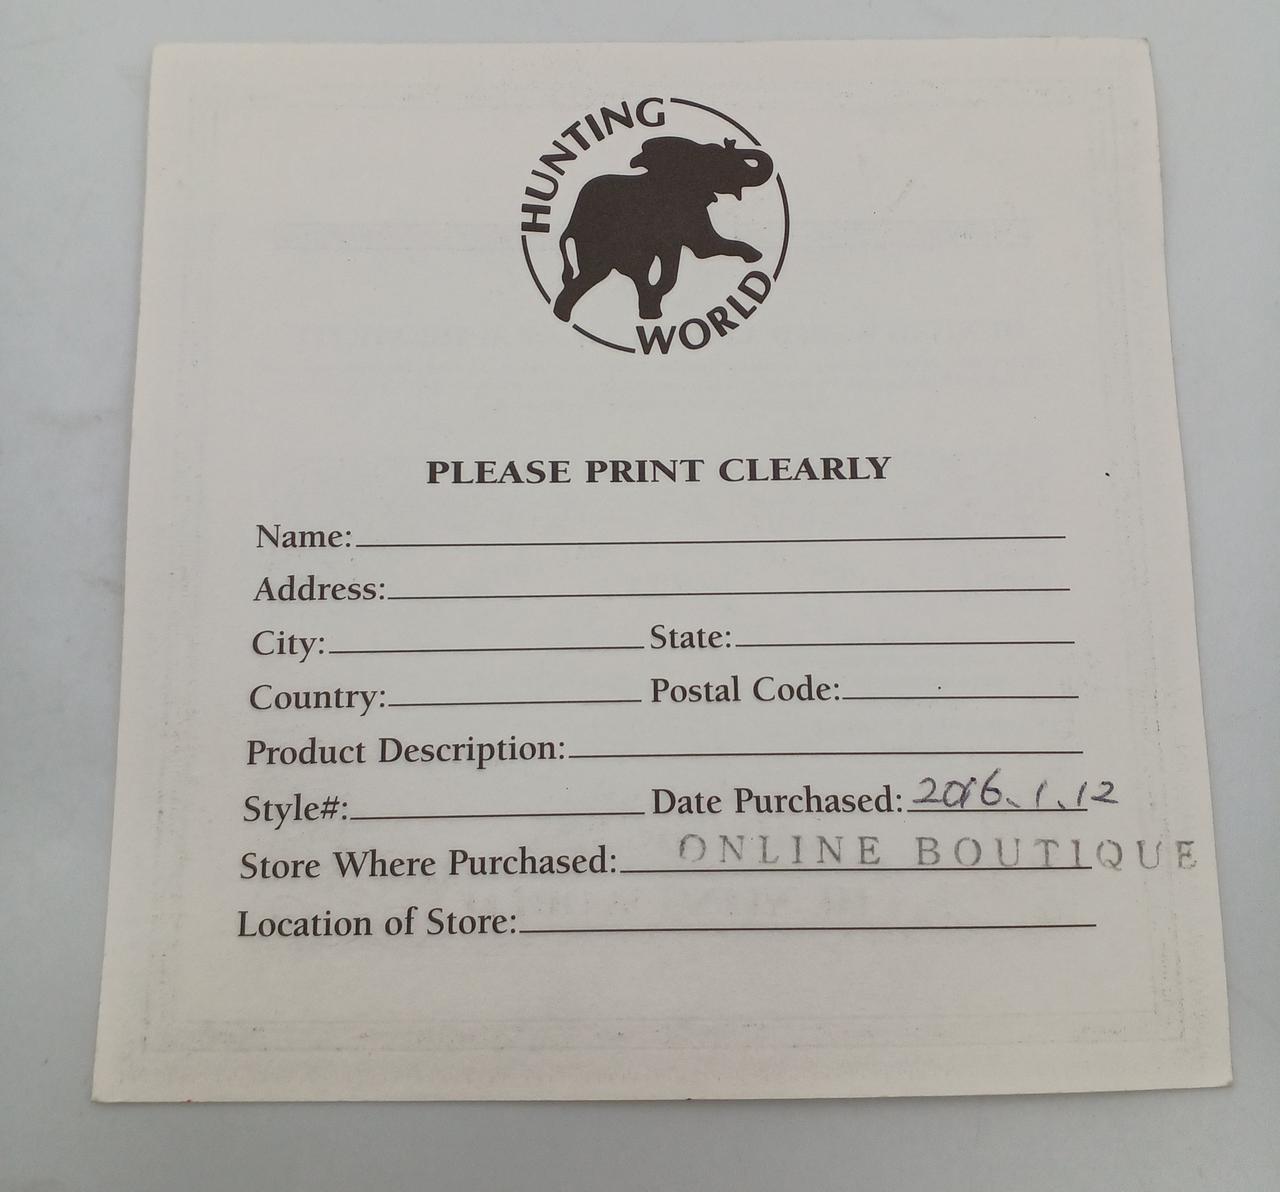 HUNTING
WORLD
PLEASE PRINT CLEARLY
Name:
Address:
City: State:
Country: Postal Code:
Product Description:
Style#: Date Purchased: 2016.1.12
Store Where Purchased: ONLINE BOUTIQUE
Location of Store: